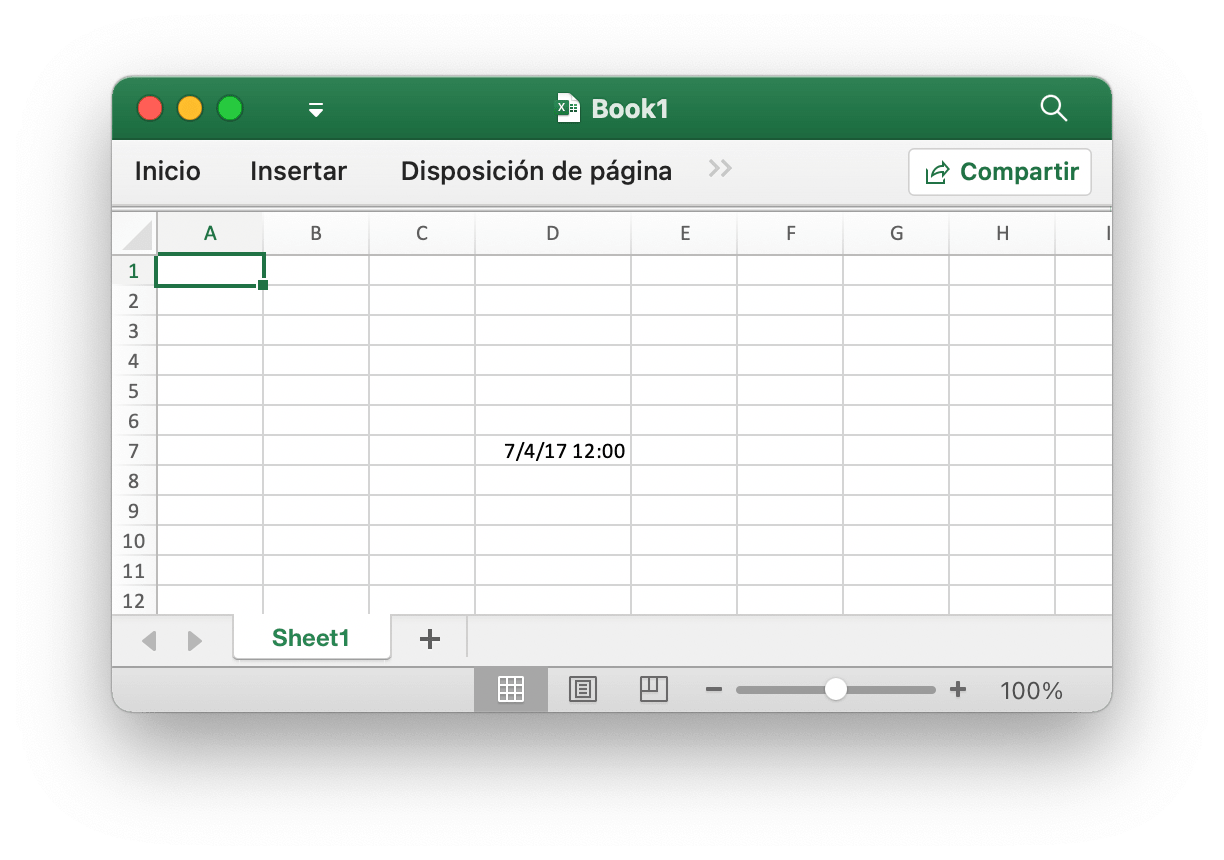 Book1
Inicio Insertar Disposición de página >> Compartir
A B C D E F G H I
1
2
3
4
5
6
7 7/4/17 12:00
8
9
10
11
12
Sheet1 +
100%